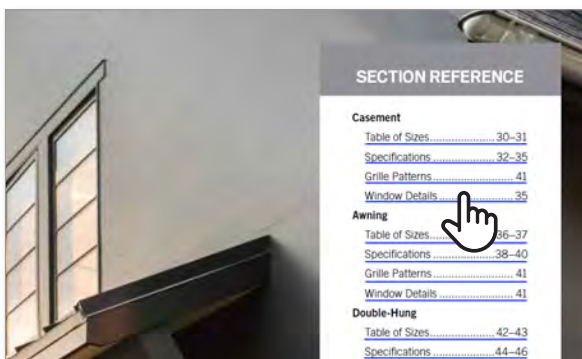 SECTION REFERENCE
Casement
Table of Sizes........................30–31
Specifications........................32–35
Grille Patterns........................41
Window Details........................35
Awning
Table of Sizes........................36–37
Specifications........................38–40
Grille Patterns........................41
Window Details........................41
Double-Hung
Table of Sizes........................42–43
Specifications........................44–46